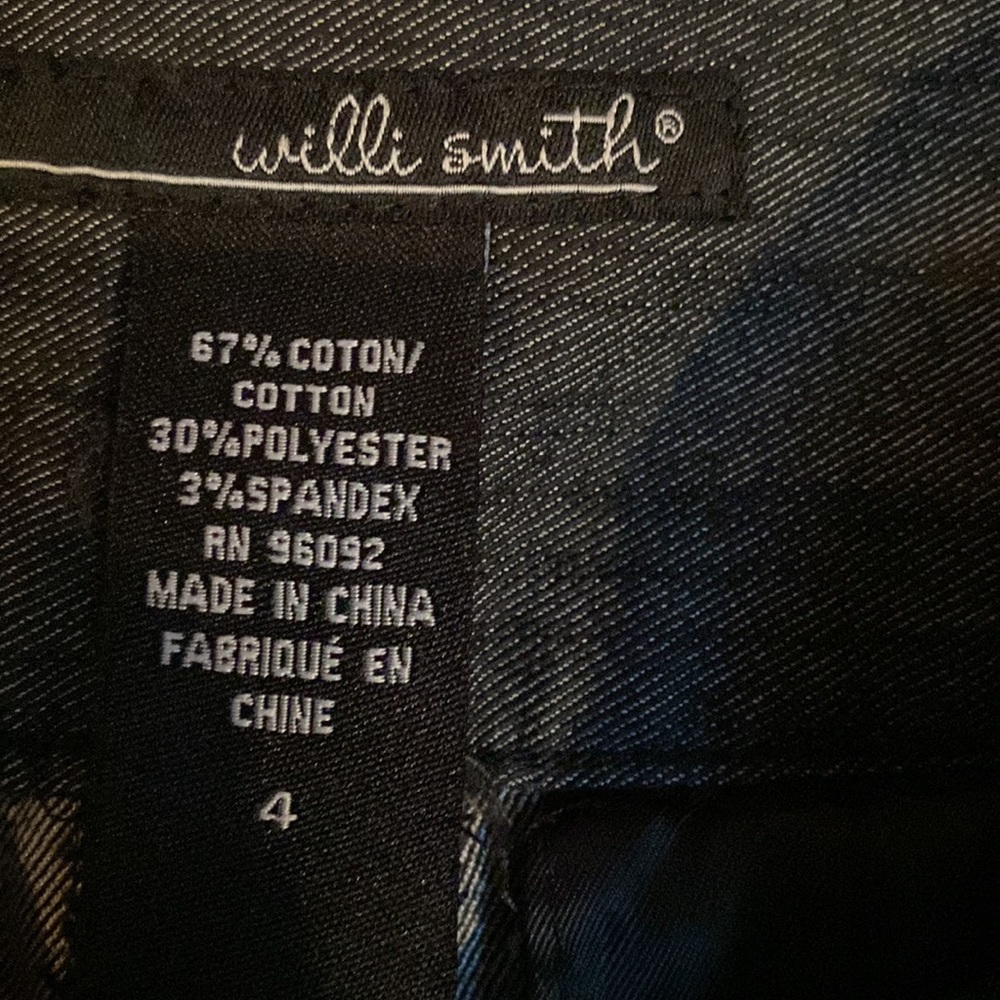 willi smith®
67% COTON/
COTTON
30%POLYESTER
3%SPANDEX
RN 96092
MADE IN CHINA
FABRIQUÉ EN
CHINE
4